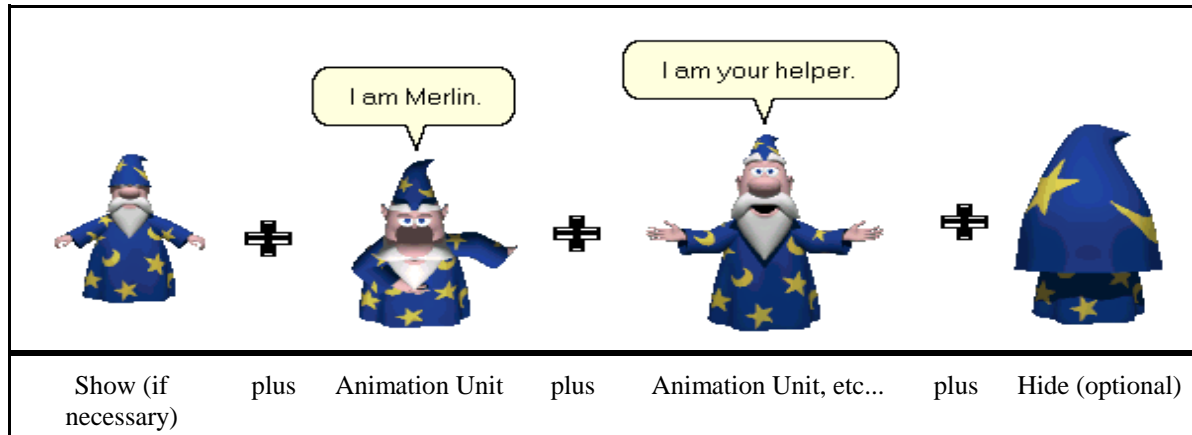 I am Merlin.
I am your helper.
Show (if
necessary)
plus
Animation Unit
plus
Animation Unit, etc...
plus
Hide (optional)